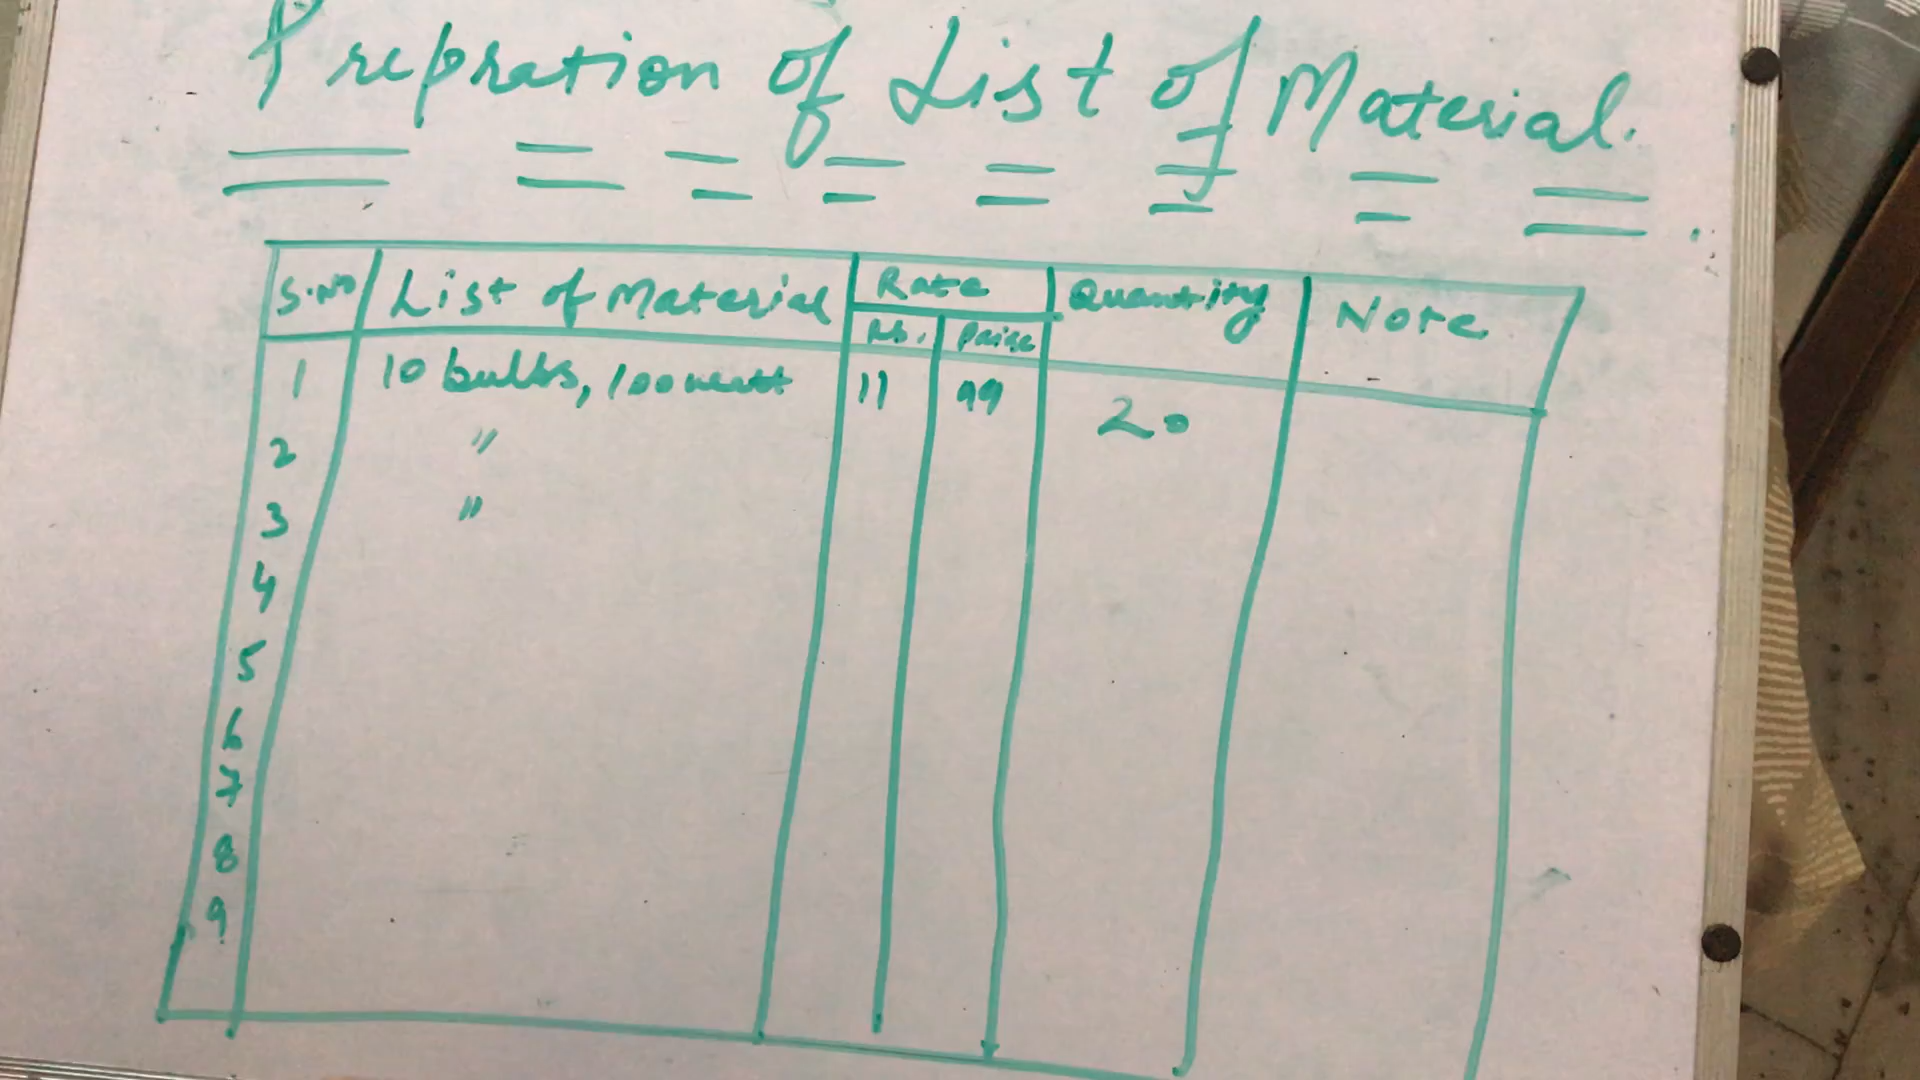 Prepration of List of Material.
S.No List of Material Rate Quantity Note
Rs. Paise
1 10 bulbs, 100 watt 11 99 20
2 "
3 "
4
5
6
7
8
9